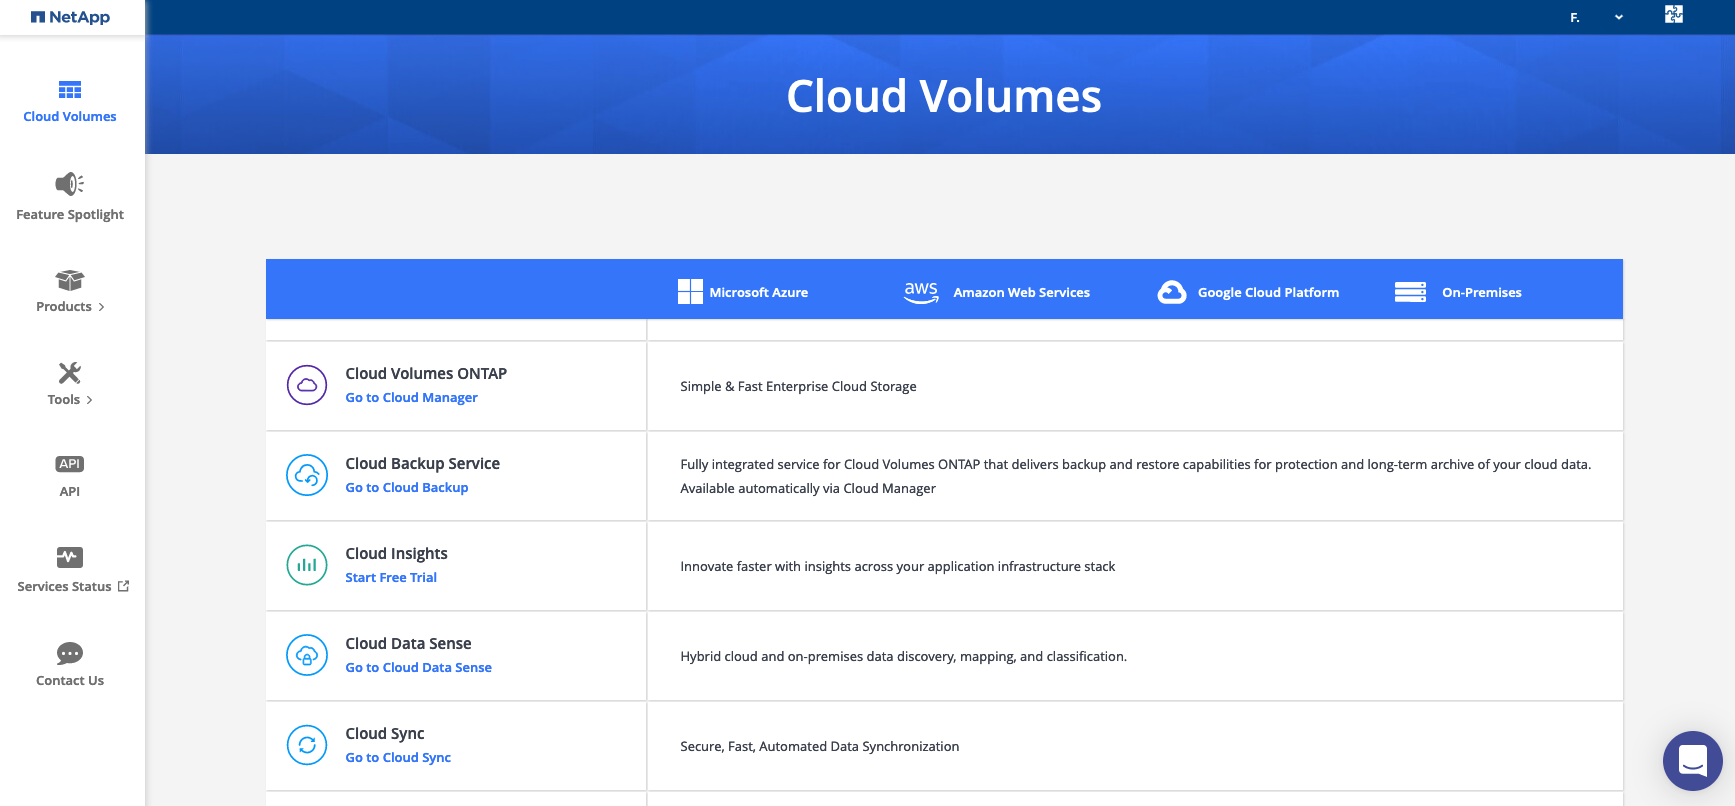 NetApp
F.
Cloud Volumes
Cloud Volumes
Feature Spotlight
Products
Tools
API
API
Services Status
Contact Us
Microsoft Azure
aws Amazon Web Services
Google Cloud Platform
On-Premises
Cloud Volumes ONTAP
Go to Cloud Manager
Simple & Fast Enterprise Cloud Storage
Cloud Backup Service
Go to Cloud Backup
Fully integrated service for Cloud Volumes ONTAP that delivers backup and restore capabilities for protection and long-term archive of your cloud data.
Available automatically via Cloud Manager
Cloud Insights
Start Free Trial
Innovate faster with insights across your application infrastructure stack
Cloud Data Sense
Go to Cloud Data Sense
Hybrid cloud and on-premises data discovery, mapping, and classification.
Cloud Sync
Go to Cloud Sync
Secure, Fast, Automated Data Synchronization